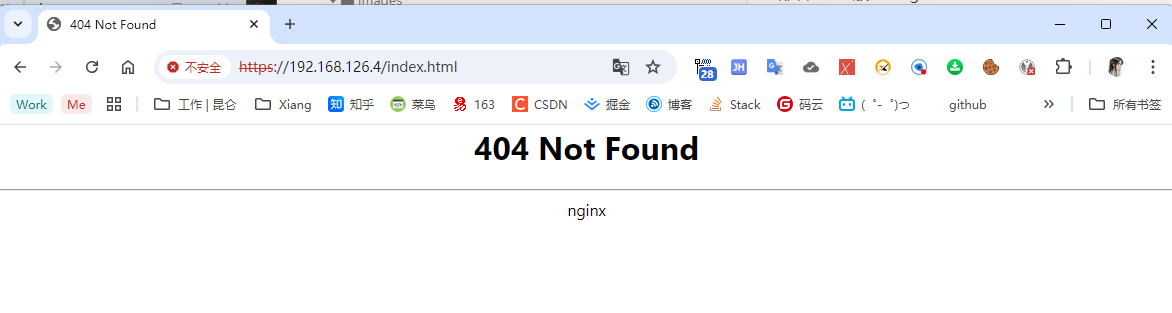 images
404 Not Found
不安全 https://192.168.126.4/index.html
28 JH
Work Me 工作 | 昆仑 Xiang 知 知乎 菜鸟 易 163 C CSDN 掘金 博客 Stack G 码云 ( ゜- ゜)つ github 所有书签
404 Not Found
nginx